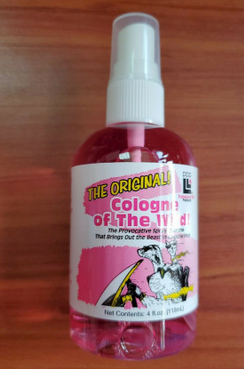 THE ORIGINAL!
Cologne
of The Wild!
The Provocative
That Brings Out the Beast
Net Contents: 4 fl.oz. (118mL)